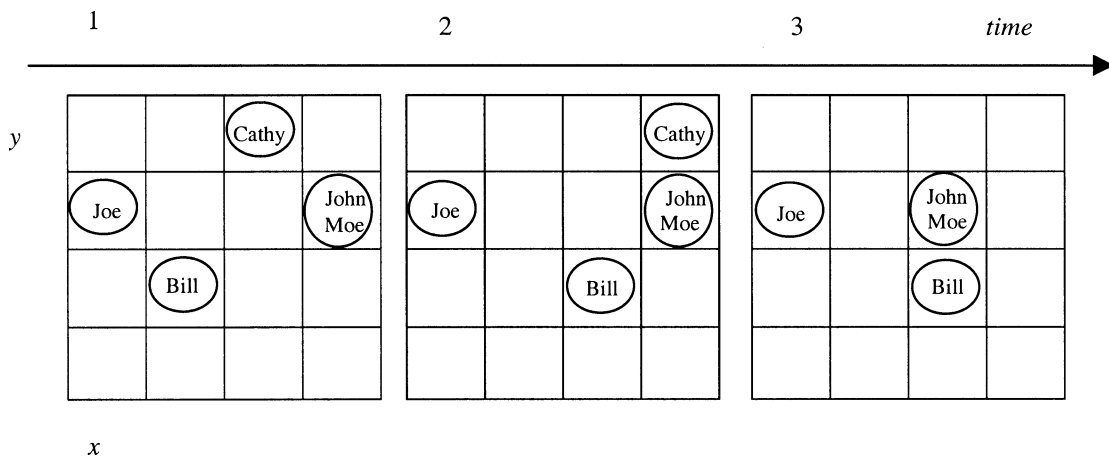 1 2 3 time
y
Cathy Cathy
Joe John Joe John Joe John
Moe Moe Moe
Bill Bill Bill
x